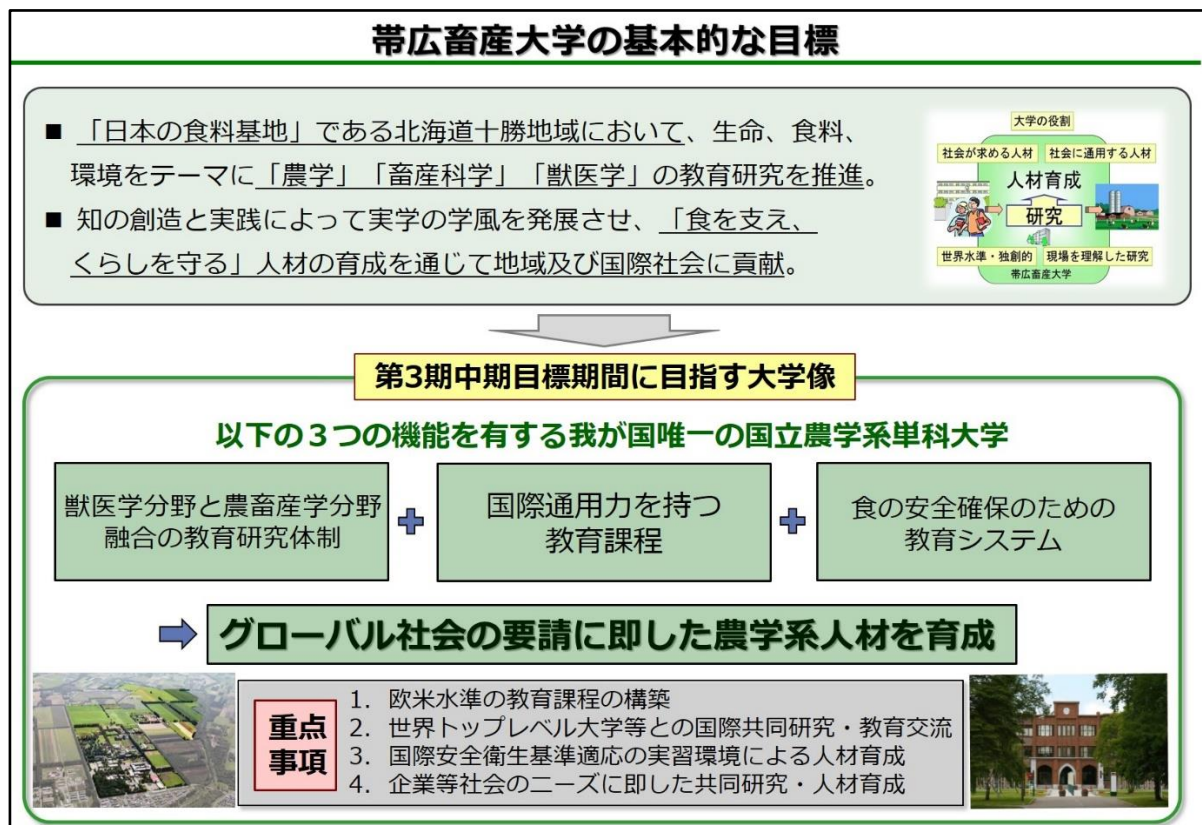 帯広畜産大学の基本的な目標
■ 「日本の食料基地」である北海道十勝地域において、生命、食料、
環境をテーマに「農学」「畜産科学」「獣医学」の教育研究を推進。
■ 知の創造と実践によって実学の学風を発展させ、「食を支え、
くらしを守る」人材の育成を通じて地域及び国際社会に貢献。
大学の役割
社会が求める人材
社会に通用する人材
人材育成
研究
世界水準・独創的
現場を理解した研究
帯広畜産大学
第3期中期目標期間に目指す大学像
以下の3つの機能を有する我が国唯一の国立農学系単科大学
獣医学分野と農畜産学分野
融合の教育研究体制
+
国際通用力を持つ
教育課程
+
食の安全確保のための
教育システム
グローバル社会の要請に即した農学系人材を育成
重点
事項
1. 欧米水準の教育課程の構築
2. 世界トップレベル大学等との国際共同研究・教育交流
3. 国際安全衛生基準適応の実習環境による人材育成
4. 企業等社会のニーズに即した共同研究・人材育成